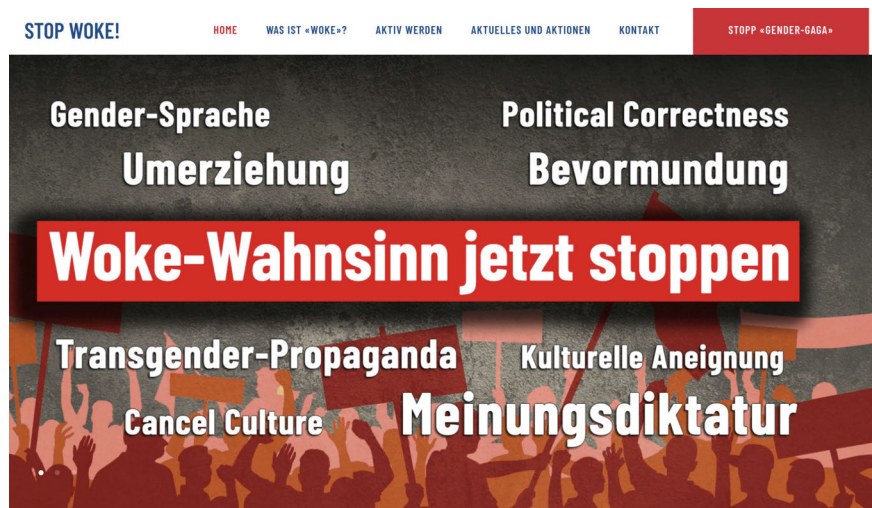 STOP WOKE!
HOME WAS IST «WOKE»? AKTIV WERDEN AKTUELLES UND AKTIONEN KONTAKT STOPP «GENDER-GAGA»
Gender-Sprache Political Correctness
Umerziehung Bevormundung
Woke-Wahnsinn jetzt stoppen
Transgender-Propaganda Kulturelle Aneignung
Cancel Culture Meinungsdiktatur